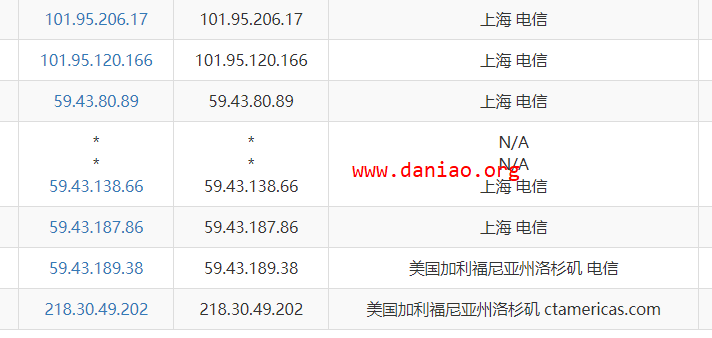 101.95.206.17 101.95.206.17 上海 电信
101.95.120.166 101.95.120.166 上海 电信
59.43.80.89 59.43.80.89 上海 电信
* * N/A
* * N/A
www.daniao.org
59.43.138.66 59.43.138.66 上海 电信
59.43.187.86 59.43.187.86 上海 电信
59.43.189.38 59.43.189.38 美国加利福尼亚州洛杉矶 电信
218.30.49.202 218.30.49.202 美国加利福尼亚州洛杉矶 ctamericas.com